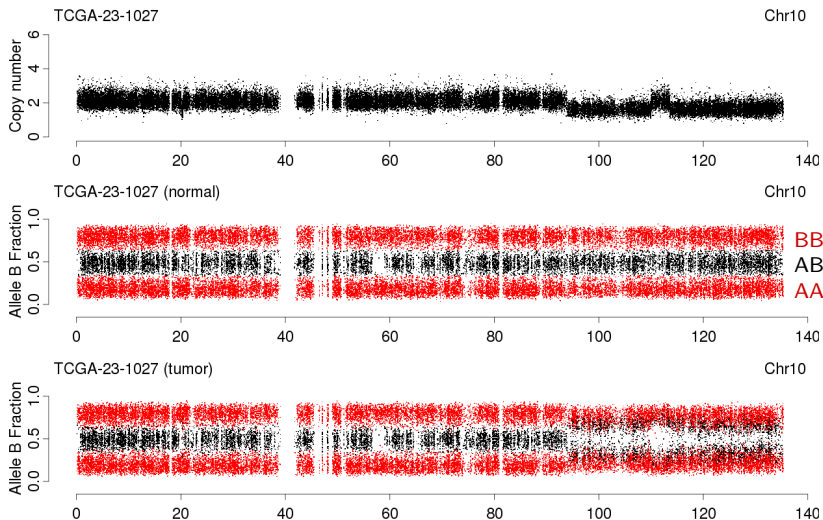 TCGA-23-1027 Chr10
Copy number
6
4
2
0
0 20 40 60 80 100 120 140
TCGA-23-1027 (normal) Chr10
Allele B Fraction
1.0
0.5
0.0
BB
AB
AA
0 20 40 60 80 100 120 140
TCGA-23-1027 (tumor) Chr10
Allele B Fraction
1.0
0.5
0.0
0 20 40 60 80 100 120 140